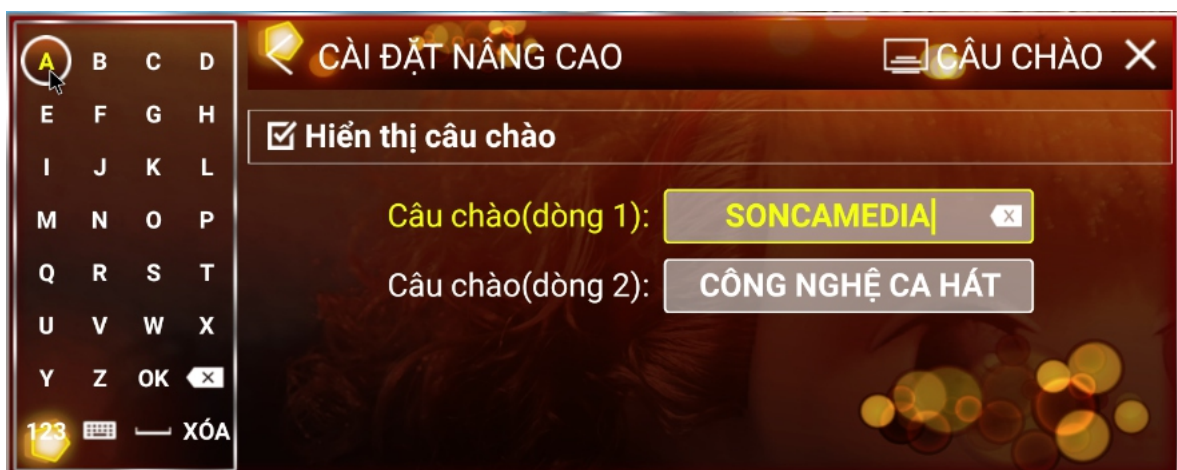 A B C D
E F G H
I J K L
M N O P
Q R S T
U V W X
Y Z OK
123 XÓA
CÀI ĐẶT NÂNG CAO
CÂU CHÀO
Hiển thị câu chào
Câu chào(dòng 1): SONCAMEDIA
Câu chào(dòng 2): CÔNG NGHỆ CA HÁT